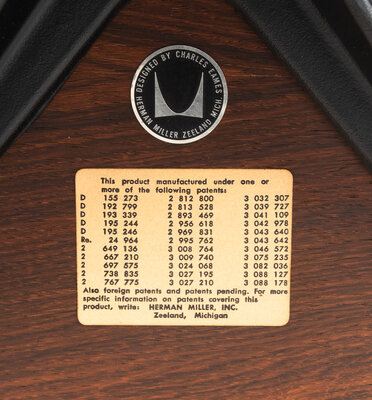 DESIGNED BY CHARLES EAMES
HERMAN MILLER ZEELAND MICH.
This product manufactured under one or
more of the following patents:
D 155 273 2 812 800 3 032 307
D 192 799 2 813 528 3 039 727
D 193 339 2 893 469 3 041 109
D 195 244 2 956 618 3 042 978
D 195 246 2 969 831 3 043 640
Re. 24 964 2 995 762 3 043 642
2 649 136 3 008 764 3 046 572
2 667 210 3 009 740 3 075 235
2 697 575 3 024 068 3 082 036
2 738 835 3 027 195 3 088 127
2 767 775 3 027 210 3 088 178
Also foreign patents and patents pending. For more
specific information on patents covering this
product, write: HERMAN MILLER, INC.
Zeeland, Michigan